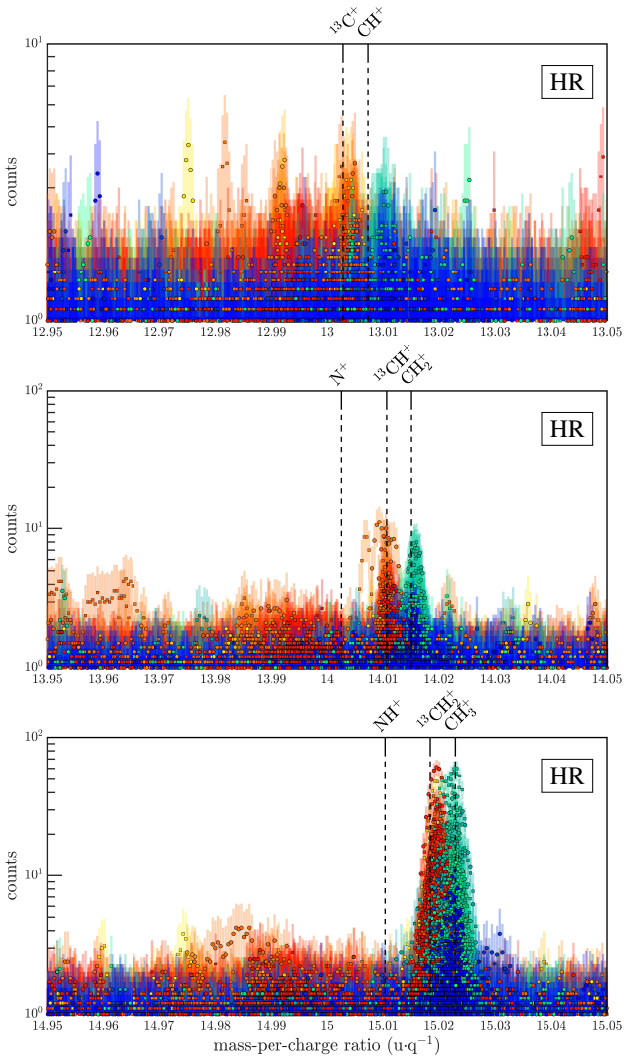 ¹³C⁺ CH⁺
10¹
HR
counts
10⁰
12.95 12.96 12.97 12.98 12.99 13 13.01 13.02 13.03 13.04 13.05
N⁺ ¹³CH⁺ CH₂⁺
10²
HR
10¹
counts
10⁰
13.95 13.96 13.97 13.98 13.99 14 14.01 14.02 14.03 14.04 14.05
NH⁺ ¹³CH₂⁺ CH₃⁺
10²
HR
10¹
counts
10⁰
14.95 14.96 14.97 14.98 14.99 15 15.01 15.02 15.03 15.04 15.05
mass-per-charge ratio (u·q⁻¹)